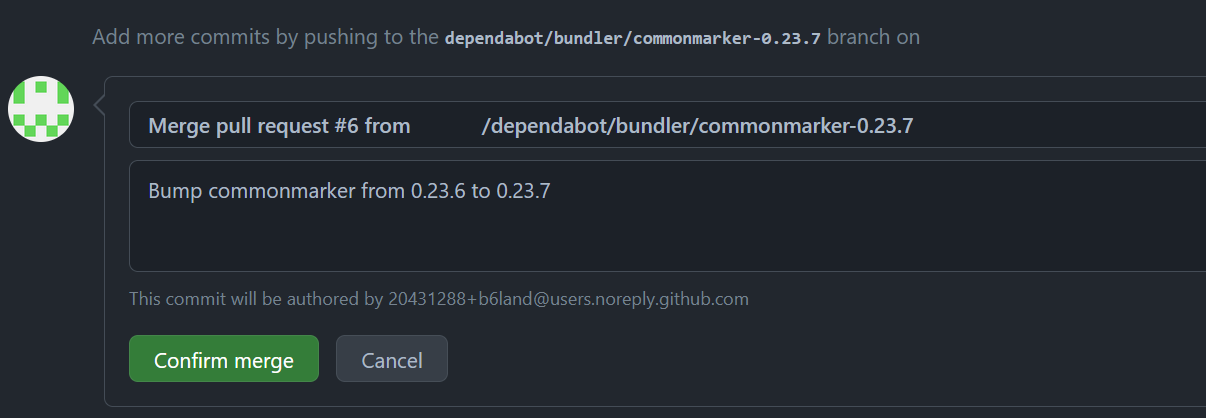 Add more commits by pushing to the dependabot/bundler/commonmarker-0.23.7 branch on
Merge pull request #6 from /dependabot/bundler/commonmarker-0.23.7
Bump commonmarker from 0.23.6 to 0.23.7
This commit will be authored by 20431288+b6land@users.noreply.github.com
Confirm merge Cancel